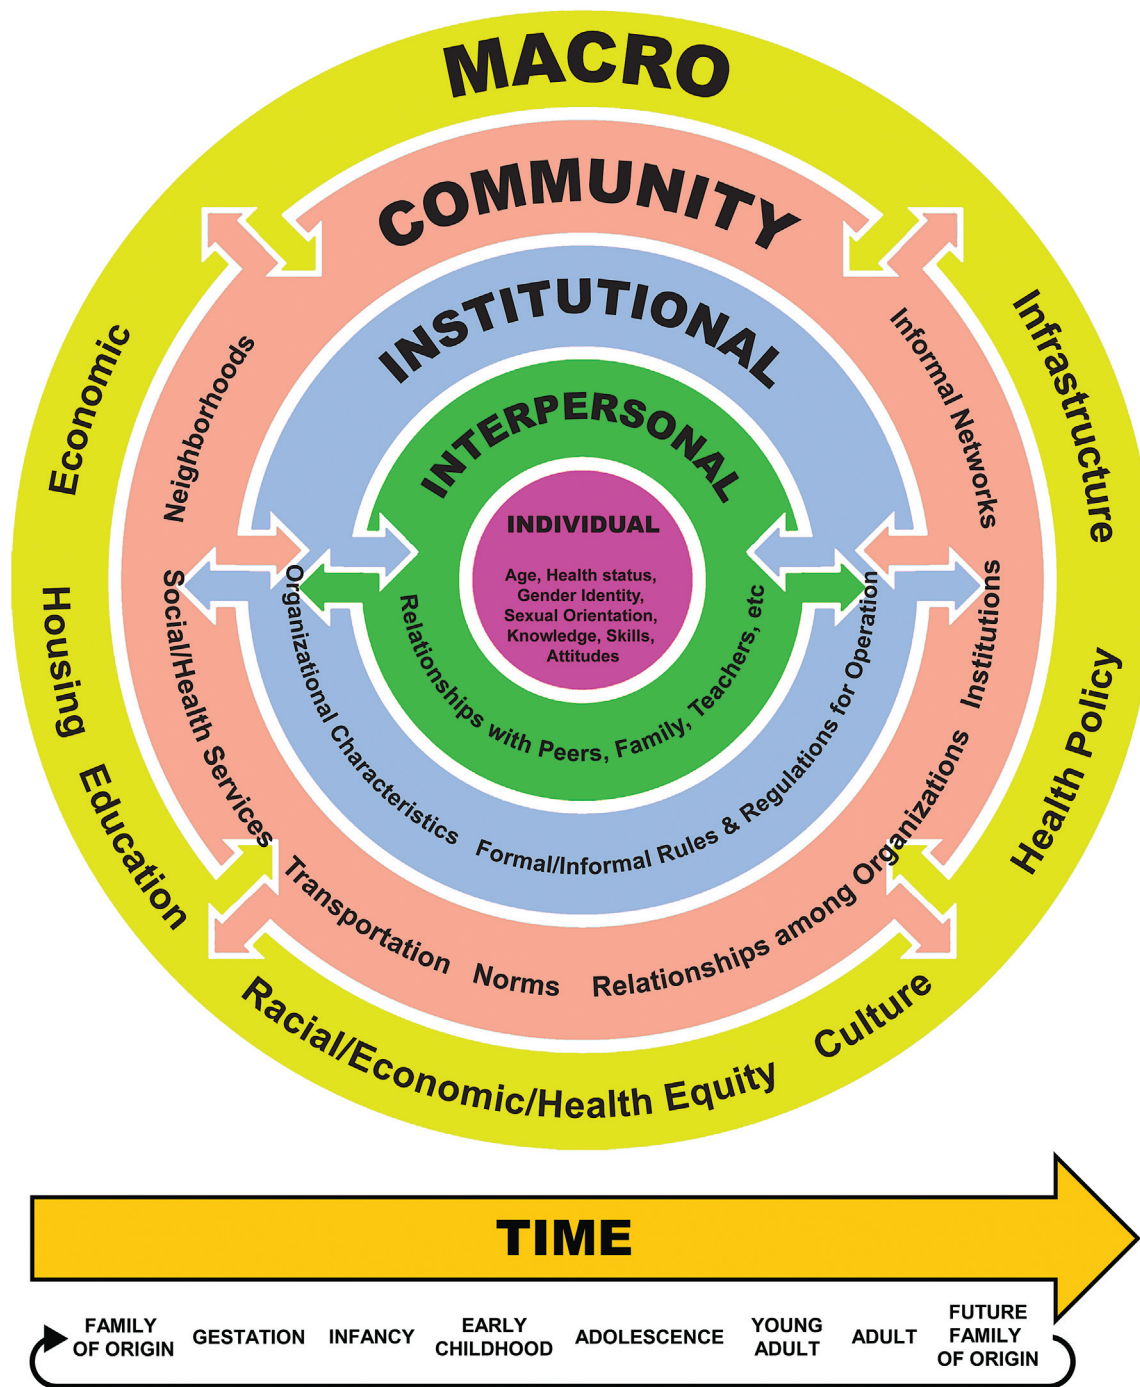 MACRO
COMMUNITY
INSTITUTIONAL
INTERPERSONAL
INDIVIDUAL
Age, Health status,
Gender Identity,
Sexual Orientation,
Knowledge, Skills,
Attitudes
Relationships with Peers, Family, Teachers, etc
Organizational Characteristics
Formal/Informal Rules & Regulations for Operation
Neighborhoods
Social/Health Services
Transportation
Norms
Relationships among Organizations
Institutions
Informal Networks
Economic
Housing
Education
Racial/Economic/Health Equity
Culture
Health Policy
Infrastructure
TIME
FAMILY
OF ORIGIN
GESTATION
INFANCY
EARLY
CHILDHOOD
ADOLESCENCE
YOUNG
ADULT
ADULT
FUTURE
FAMILY
OF ORIGIN